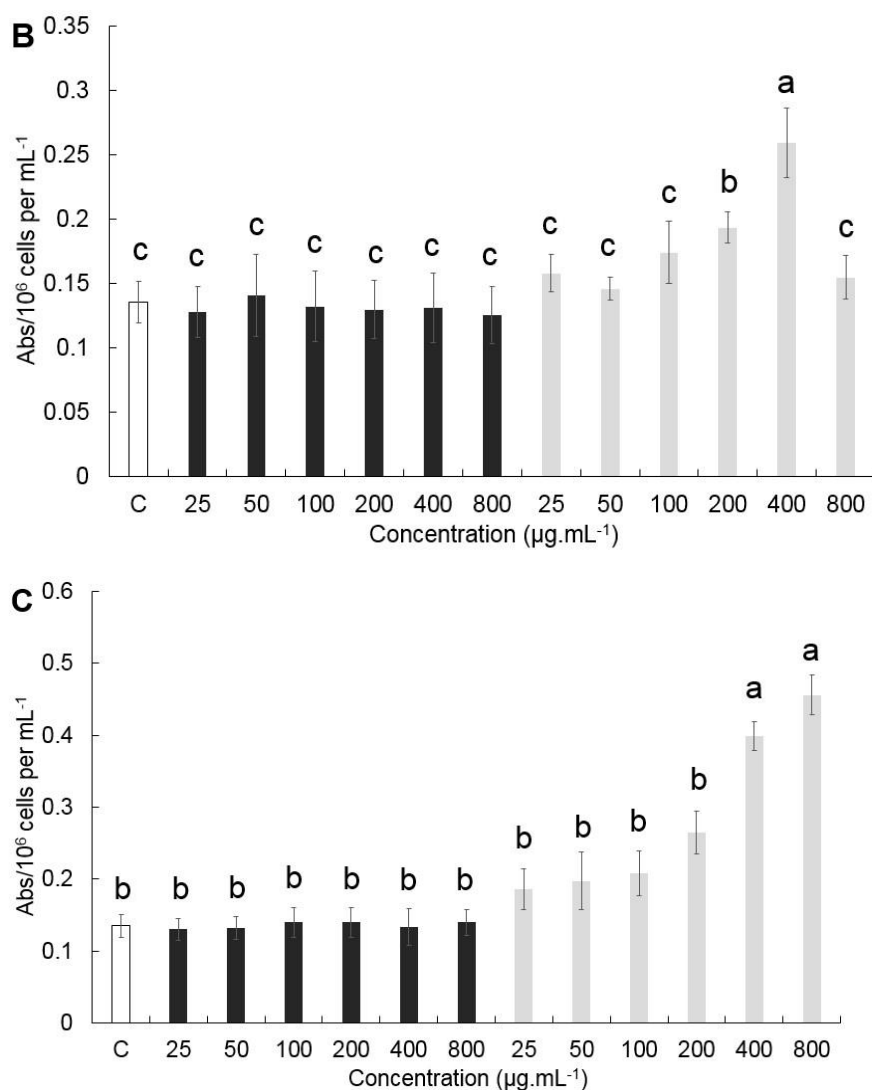 B
Abs/10⁶ cells per mL⁻¹
0.35
0.3
0.25
0.2
0.15
0.1
0.05
0
c c c c c c c c c c b a c
C 25 50 100 200 400 800 25 50 100 200 400 800
Concentration (µg.mL⁻¹)
C
Abs/10⁶ cells per mL⁻¹
0.6
0.5
0.4
0.3
0.2
0.1
0
b b b b b b b b b b b a a
C 25 50 100 200 400 800 25 50 100 200 400 800
Concentration (µg.mL⁻¹)